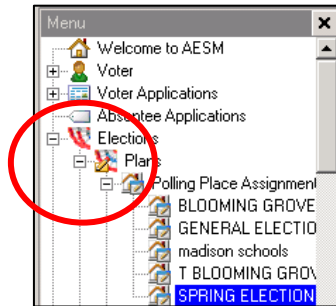 Menu
Welcome to AESM
Voter
Voter Applications
Absentee Applications
Elections
Plans
Polling Place Assignment
BLOOMING GROVE
GENERAL ELECTIO
madison schools
T BLOOMING GROV
SPRING ELECTION